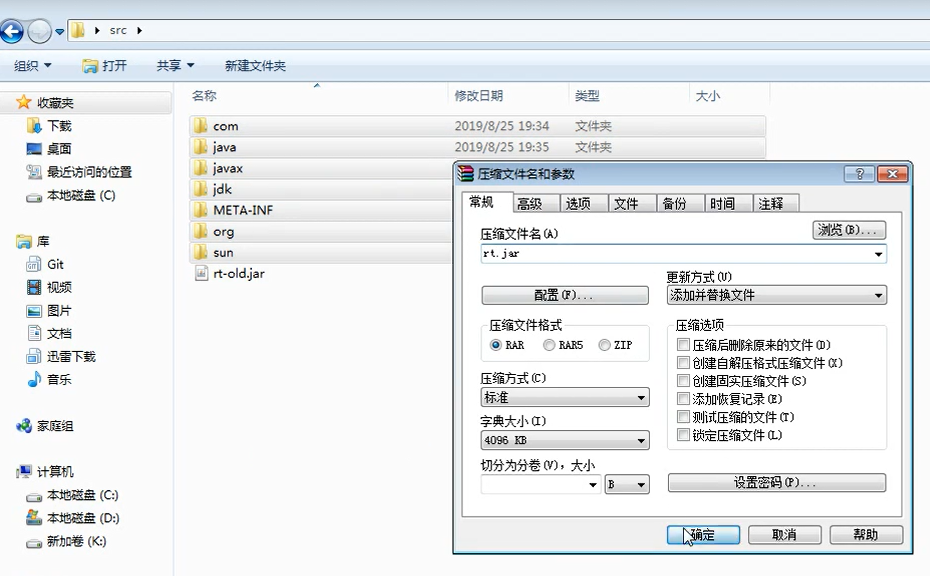 src
组织 打开 共享 新建文件夹
收藏夹
下载
桌面
最近访问的位置
本地磁盘 (C)
库
Git
视频
图片
文档
迅雷下载
音乐
家庭组
计算机
本地磁盘 (C:)
本地磁盘 (D:)
新加卷 (K:)
名称 修改日期 类型 大小
com 2019/8/25 19:34 文件夹
java 2019/8/25 19:35 文件夹
javax
jdk
META-INF
org
sun
rt-old.jar
压缩文件名和参数
常规 高级 选项 文件 备份 时间 注释
压缩文件名(A) 浏览(B)...
rt.jar
配置(F)...
更新方式(U)
添加并替换文件
压缩文件格式
RAR RAR5 ZIP
压缩方式(C)
标准
字典大小(I)
4096 KB
切分为分卷(V)，大小
B
压缩选项
压缩后删除原来的文件(D)
创建自解压格式压缩文件(X)
创建固实压缩文件(S)
添加恢复记录(E)
测试压缩的文件(T)
锁定压缩文件(L)
设置密码(P)...
确定 取消 帮助